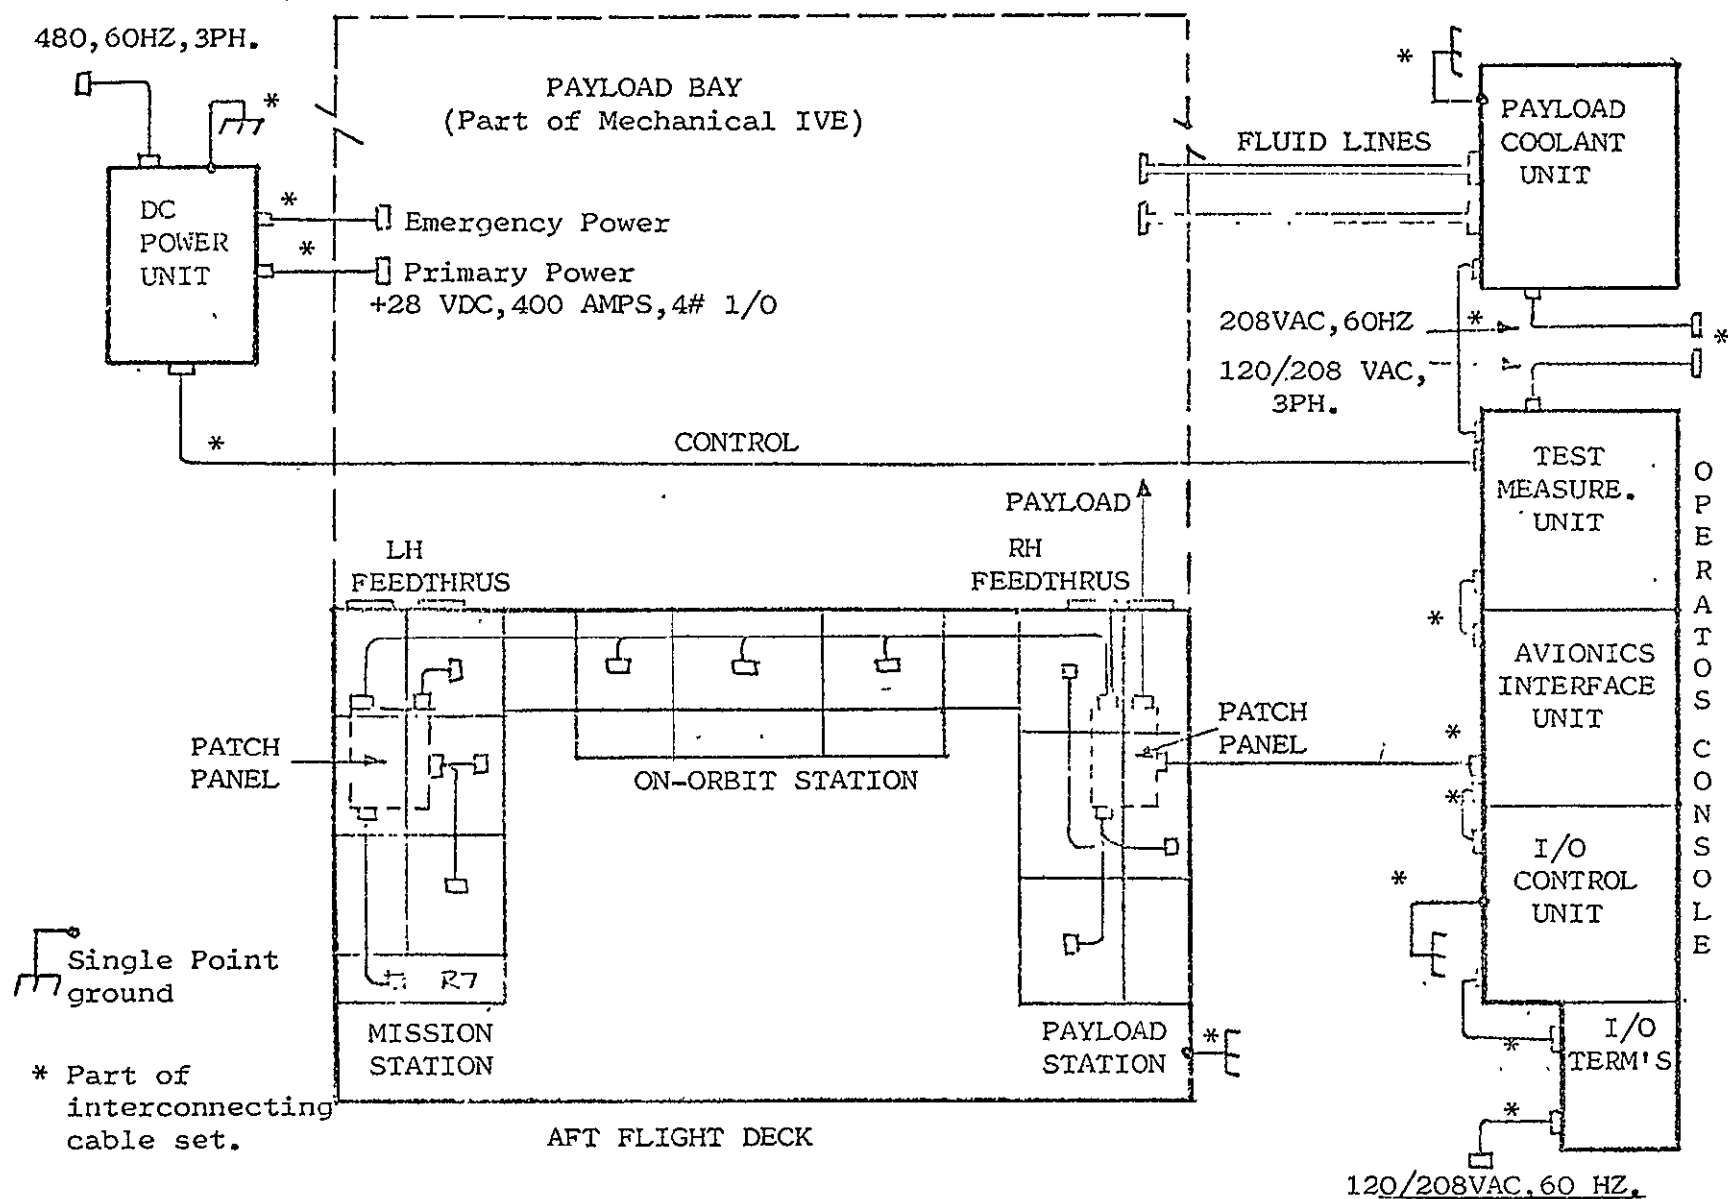 480,60HZ,3PH.
*
PAYLOAD BAY
(Part of Mechanical IVE)
*
PAYLOAD
COOLANT
UNIT
FLUID LINES
DC
POWER
UNIT
*
Emergency Power
*
Primary Power
+28 VDC,400 AMPS,4# 1/0
208VAC,60HZ
*
*
120/208 VAC,
3PH.
*
CONTROL
TEST
MEASURE.
UNIT
PAYLOAD
LH
FEEDTHRUS
RH
FEEDTHRUS
*
AVIONICS
INTERFACE
UNIT
OPERATOS CONSOLE
PATCH
PANEL
ON-ORBIT STATION
PATCH
PANEL
*
*
I/O
CONTROL
UNIT
*
Single Point
ground
R7
MISSION
STATION
PAYLOAD
STATION
*
I/O
TERM'S
*
* Part of
interconnecting
cable set.
AFT FLIGHT DECK
*
120/208VAC,60 HZ.